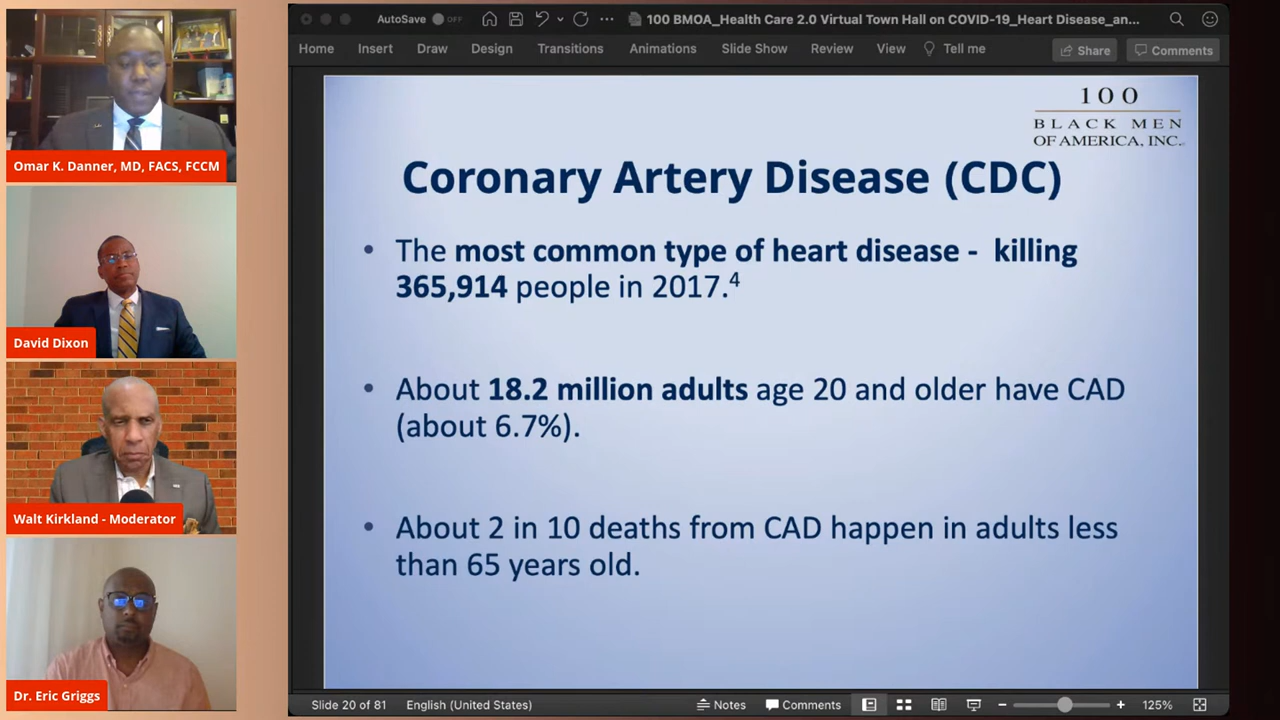 Omar K. Danner, MD, FACS, FCCM
David Dixon
Walt Kirkland - Moderator
Dr. Eric Griggs
AutoSave OFF
100 BMOA_Health Care 2.0 Virtual Town Hall on COVID-19_Heart Disease_an...
Home Insert Draw Design Transitions Animations Slide Show Review View Tell me Share Comments
100
BLACK MEN
OF AMERICA, INC.
Coronary Artery Disease (CDC)
• The most common type of heart disease - killing
365,914 people in 2017.⁴
• About 18.2 million adults age 20 and older have CAD
(about 6.7%).
• About 2 in 10 deaths from CAD happen in adults less
than 65 years old.
Slide 20 of 81 English (United States) Notes Comments 125%